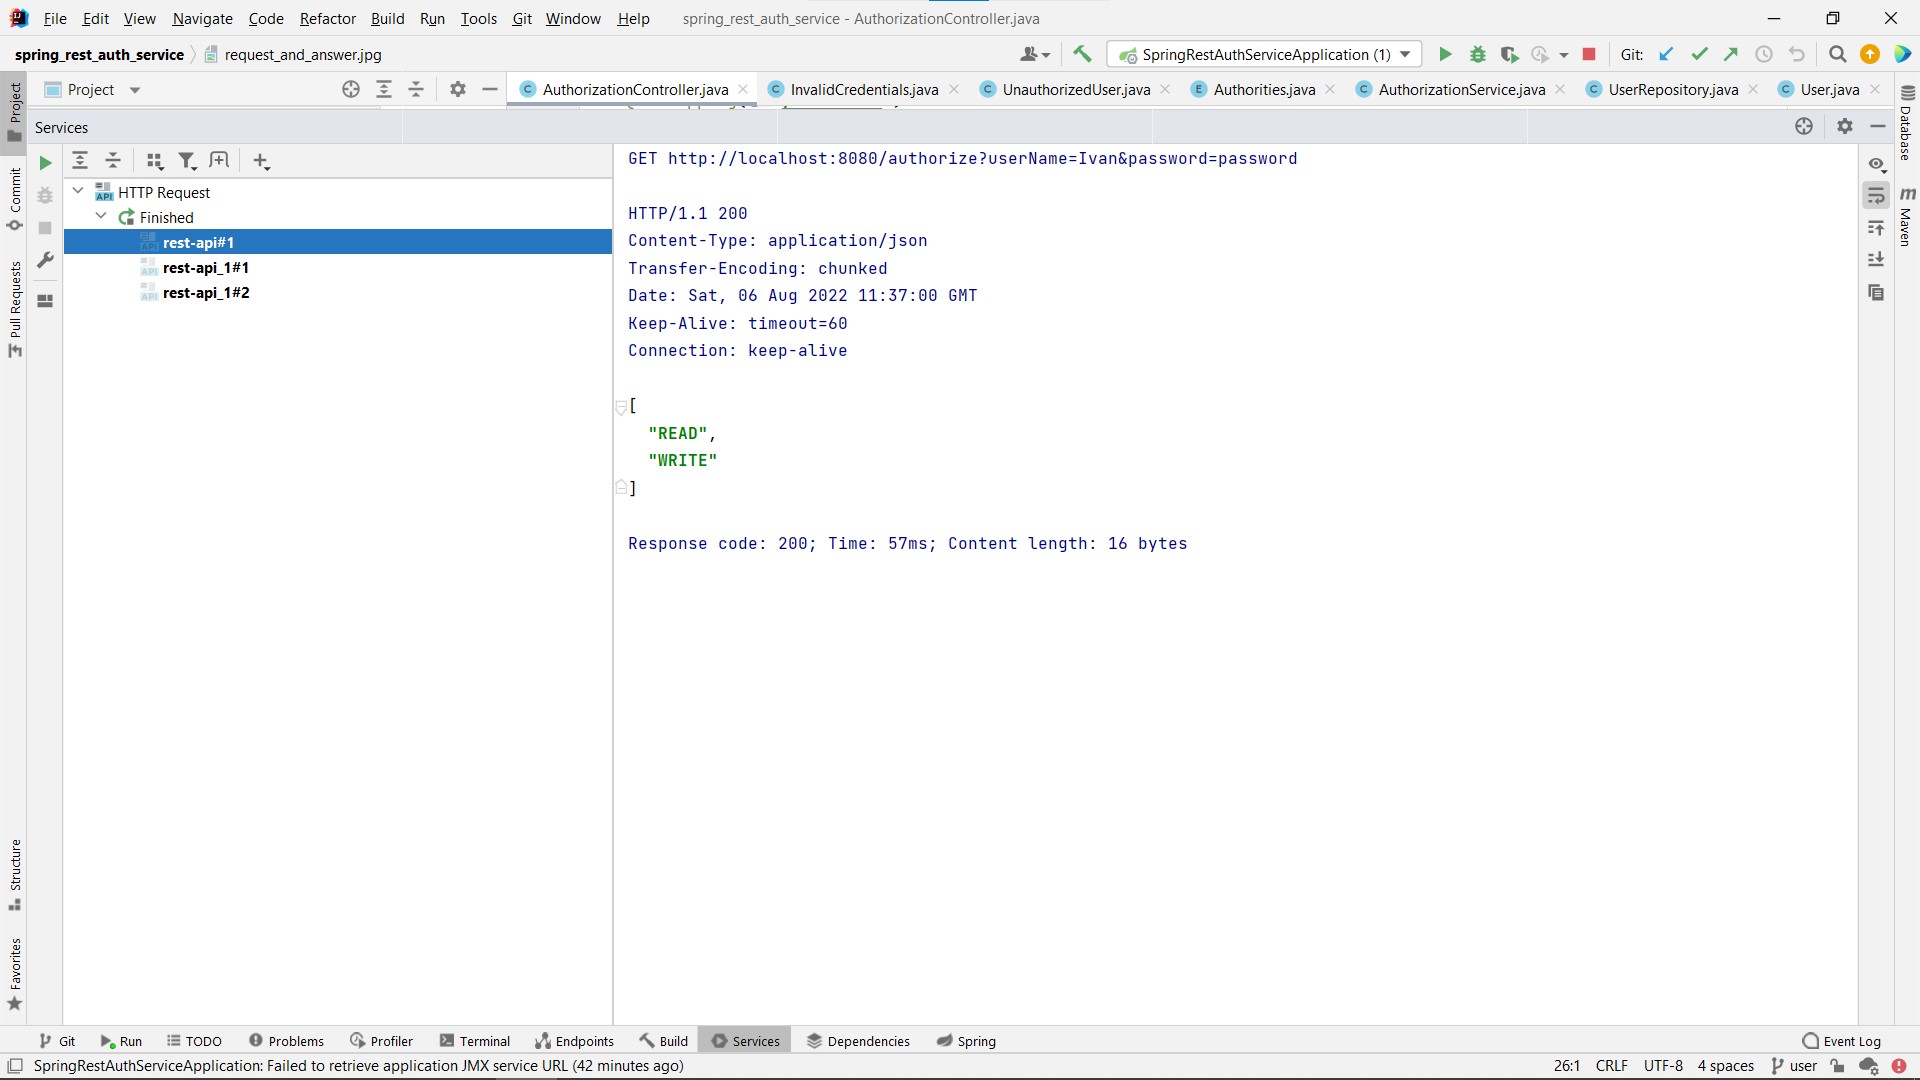 File Edit View Navigate Code Refactor Build Run Tools Git Window Help spring_rest_auth_service - AuthorizationController.java
spring_rest_auth_service request_and_answer.jpg SpringRestAuthServiceApplication (1) Git:
Project AuthorizationController.java InvalidCredentials.java UnauthorizedUser.java Authorities.java AuthorizationService.java UserRepository.java User.java
Services
HTTP Request
Finished
rest-api#1
rest-api_1#1
rest-api_1#2
GET http://localhost:8080/authorize?userName=Ivan&password=password
HTTP/1.1 200
Content-Type: application/json
Transfer-Encoding: chunked
Date: Sat, 06 Aug 2022 11:37:00 GMT
Keep-Alive: timeout=60
Connection: keep-alive
[
"READ",
"WRITE"
]
Response code: 200; Time: 57ms; Content length: 16 bytes
Project
Commit
Pull Requests
Structure
Favorites
Database
Maven
Git Run TODO Problems Profiler Terminal Endpoints Build Services Dependencies Spring Event Log
SpringRestAuthServiceApplication: Failed to retrieve application JMX service URL (42 minutes ago) 26:1 CRLF UTF-8 4 spaces user